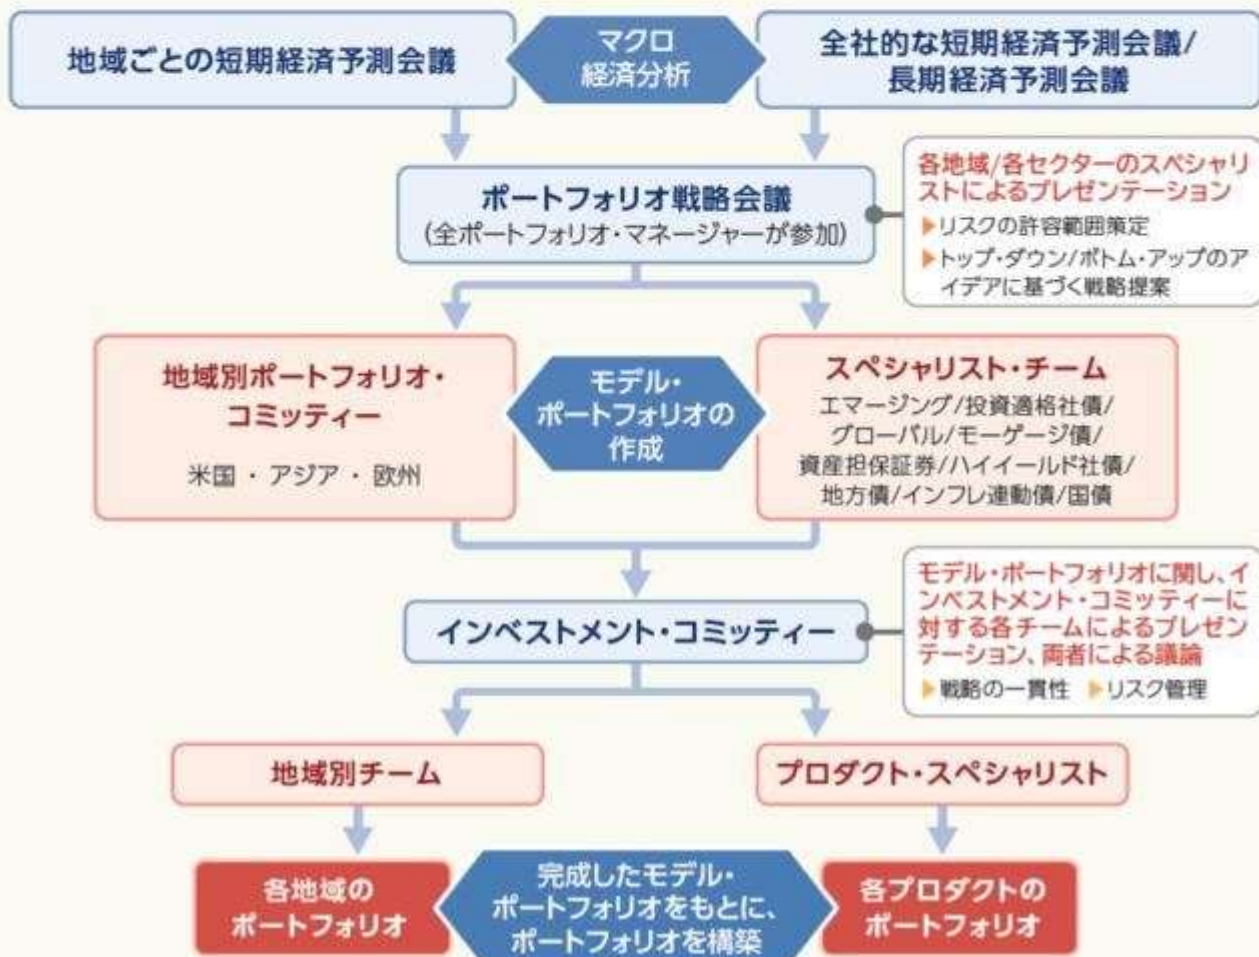 地域ごとの短期経済予測会議
マクロ
経済分析
全社的な短期経済予測会議/
長期経済予測会議
ポートフォリオ戦略会議
(全ポートフォリオ・マネージャーが参加)
各地域/各セクターのスペシャリ
ストによるプレゼンテーション
▶リスクの許容範囲策定
▶トップ・ダウン/ボトム・アップのア
イデアに基づく戦略提案
地域別ポートフォリオ・
コミッティー
米国 ・ アジア ・ 欧州
モデル・
ポートフォリオの
作成
スペシャリスト・チーム
エマージング/投資適格社債/
グローバル/モーゲージ債/
資産担保証券/ハイイールド社債/
地方債/インフレ連動債/国債
インベストメント・コミッティー
モデル・ポートフォリオに関し、イ
ンベストメント・コミッティーに
対する各チームによるプレゼン
テーション、両者による議論
▶戦略の一貫性 ▶リスク管理
地域別チーム
プロダクト・スペシャリスト
各地域の
ポートフォリオ
完成したモデル・
ポートフォリオをもとに、
ポートフォリオを構築
各プロダクトの
ポートフォリオ